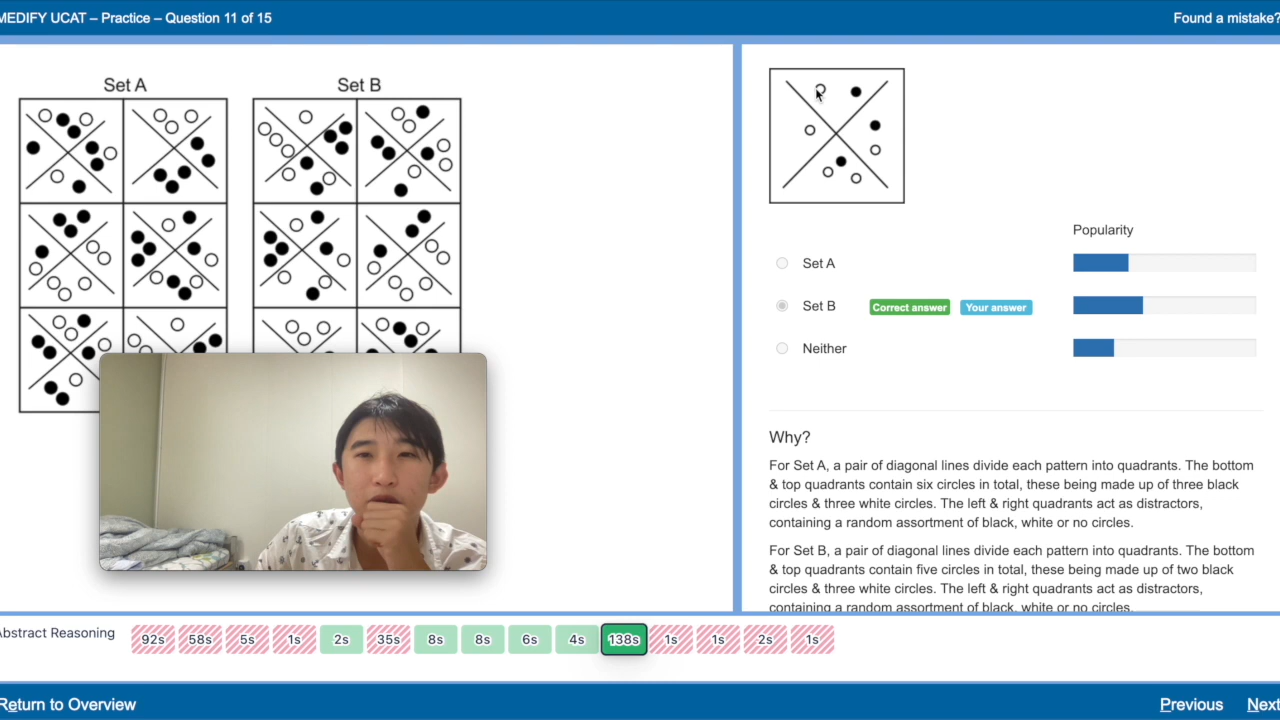 MEDIFY UCAT – Practice – Question 11 of 15
Found a mistake?
Set A
Set B
Popularity
Set A
Set B
Correct answer
Your answer
Neither
Why?
For Set A, a pair of diagonal lines divide each pattern into quadrants. The bottom
& top quadrants contain six circles in total, these being made up of three black
circles & three white circles. The left & right quadrants act as distractors,
containing a random assortment of black, white or no circles.
For Set B, a pair of diagonal lines divide each pattern into quadrants. The bottom
& top quadrants contain five circles in total, these being made up of two black
circles & three white circles. The left & right quadrants act as distractors,
containing a random assortment of black, white or no circles.
Abstract Reasoning
92s 58s 5s 1s 2s 35s 8s 8s 6s 4s 138s 1s 1s 2s 1s
Return to Overview
Previous
Next